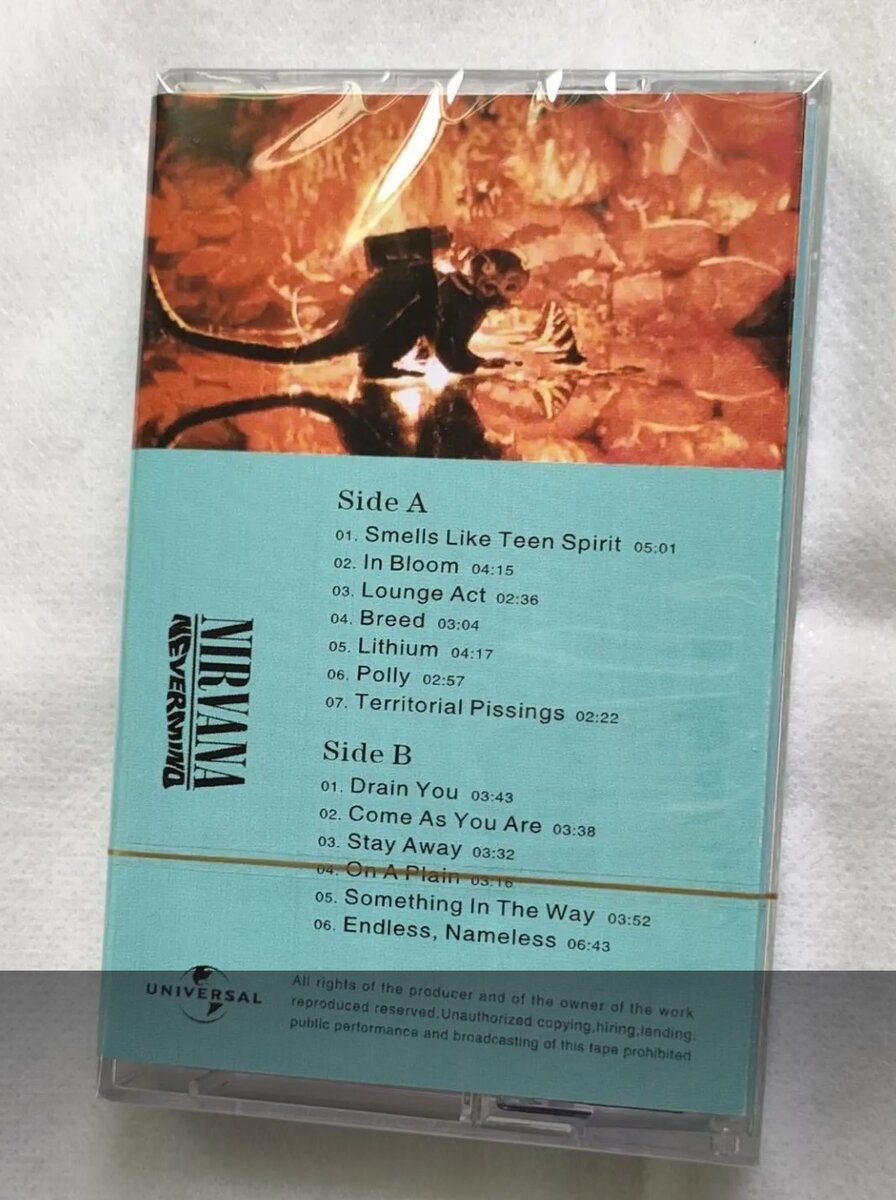 Side A
01. Smells Like Teen Spirit 05:01
02. In Bloom 04:15
03. Lounge Act 02:36
04. Breed 03:04
05. Lithium 04:17
06. Polly 02:57
07. Territorial Pissings 02:22
NIRVANA
NEVERMIND
Side B
01. Drain You 03:43
02. Come As You Are 03:38
03. Stay Away 03:32
04. On A Plain 03:16
05. Something In The Way 03:52
06. Endless, Nameless 06:43
UNIVERSAL
All rights of the producer and of the owner of the work
reproduced reserved.Unauthorized copying,hiring,lending,
public performance and broadcasting of this tape prohibited